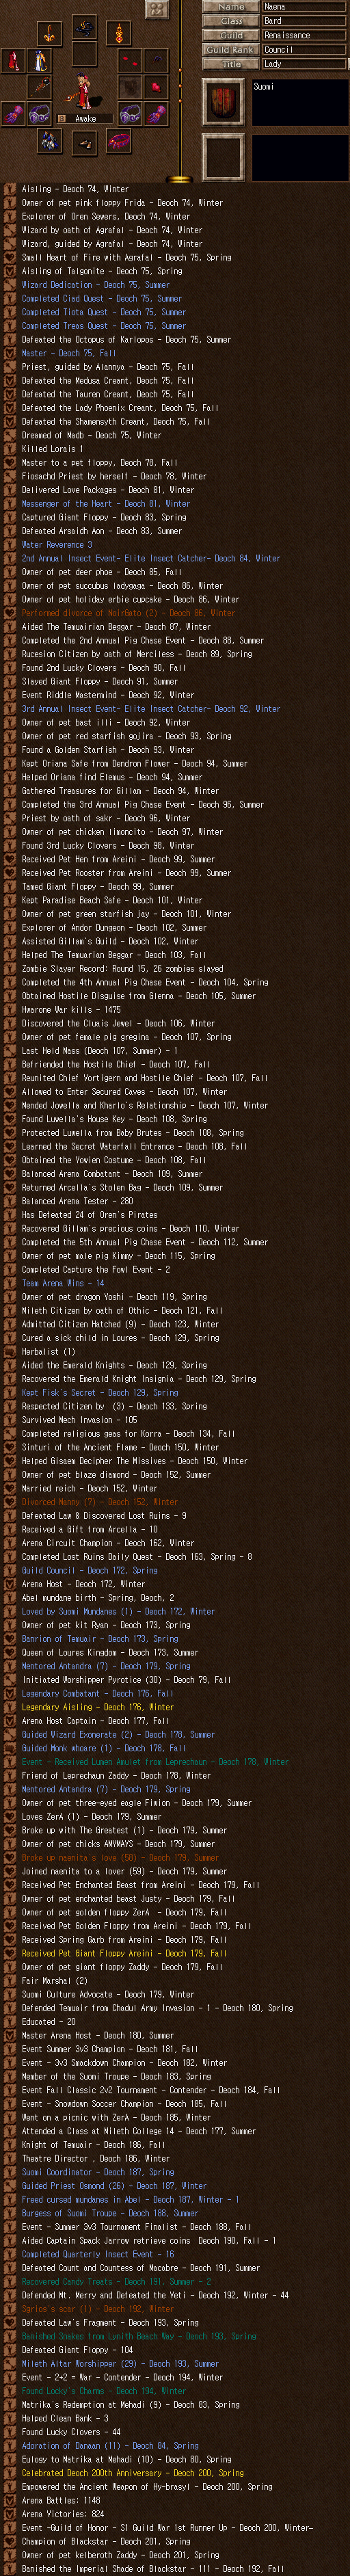 Name Naena
Class Bard
Guild Renaissance
Guild Rank Council
Title Lady
Suomi
Awake
Aisling - Deoch 74, Winter
Owner of pet pink floppy Frida - Deoch 74, Winter
Explorer of Oren Sewers, Deoch 74, Winter
Wizard by oath of Agrafal - Deoch 74, Winter
Wizard, guided by Agrafal - Deoch 74, Winter
Small Heart of Fire with Agrafal - Deoch 75, Spring
Aisling of Talgonite - Deoch 75, Spring
Wizard Dedication - Deoch 75, Summer
Completed Ciad Quest - Deoch 75, Summer
Completed Tiota Quest - Deoch 75, Summer
Completed Treas Quest - Deoch 75, Summer
Defeated the Octopus of Karlopos - Deoch 75, Summer
Master - Deoch 75, Fall
Priest, guided by Alannya - Deoch 75, Fall
Defeated the Medusa Creant, Deoch 75, Fall
Defeated the Tauren Creant, Deoch 75, Fall
Defeated the Lady Phoenix Creant, Deoch 75, Fall
Defeated the Shamensyth Creant, Deoch 75, Fall
Dreamed of Madb - Deoch 75, Winter
Killed Lorais 1
Master to a pet floppy, Deoch 78, Fall
Fiosachd Priest by herself - Deoch 78, Winter
Delivered Love Packages - Deoch 81, Winter
Messenger of the Heart - Deoch 81, Winter
Captured Giant Floppy - Deoch 83, Spring
Defeated Arsaidh Aon - Deoch 83, Summer
Water Reverence 3
2nd Annual Insect Event- Elite Insect Catcher- Deoch 84, Winter
Owner of pet deer phoe - Deoch 85, Fall
Owner of pet succubus ladygaga - Deoch 86, Winter
Owner of pet holiday erbie cupcake - Deoch 86, Winter
Performed divorce of NoirGato (2) - Deoch 86, Winter
Aided The Temuairian Beggar - Deoch 87, Winter
Completed the 2nd Annual Pig Chase Event - Deoch 88, Summer
Rucesion Citizen by oath of Merciless - Deoch 89, Spring
Found 2nd Lucky Clovers - Deoch 90, Fall
Slayed Giant Floppy - Deoch 91, Summer
Event Riddle Mastermind - Deoch 92, Winter
3rd Annual Insect Event- Elite Insect Catcher- Deoch 92, Winter
Owner of pet bast illi - Deoch 92, Winter
Owner of pet red starfish gojira - Deoch 93, Spring
Found a Golden Starfish - Deoch 93, Winter
Kept Oriana Safe from Dendron Flower - Deoch 94, Summer
Helped Oriana find Elemus - Deoch 94, Summer
Gathered Treasures for Gillam - Deoch 94, Winter
Completed the 3rd Annual Pig Chase Event - Deoch 96, Summer
Priest by oath of sakr - Deoch 96, Winter
Owner of pet chicken limoncito - Deoch 97, Winter
Found 3rd Lucky Clovers - Deoch 98, Winter
Received Pet Hen from Areini - Deoch 99, Summer
Received Pet Rooster from Areini - Deoch 99, Summer
Tamed Giant Floppy - Deoch 99, Summer
Kept Paradise Beach Safe - Deoch 101, Winter
Owner of pet green starfish jay - Deoch 101, Winter
Explorer of Andor Dungeon - Deoch 102, Summer
Assisted Gillam's Guild - Deoch 102, Winter
Helped The Temuarian Beggar - Deoch 103, Fall
Zombie Slayer Record: Round 15, 26 zombies slayed
Completed the 4th Annual Pig Chase Event - Deoch 104, Spring
Obtained Hostile Disguise from Glenna - Deoch 105, Summer
Hwarone War kills - 1475
Discovered the Cluais Jewel - Deoch 106, Winter
Owner of pet female pig gregina - Deoch 107, Spring
Last Held Mass (Deoch 107, Summer) - 1
Befriended the Hostile Chief - Deoch 107, Fall
Reunited Chief Vortigern and Hostile Chief - Deoch 107, Fall
Allowed to Enter Secured Caves - Deoch 107, Winter
Mended Jowella and Kharlo's Relationship - Deoch 107, Winter
Found Luwella's House Key - Deoch 108, Spring
Protected Luwella from Baby Brutes - Deoch 108, Spring
Learned the Secret Waterfall Entrance - Deoch 108, Fall
Obtained the Yowien Costume - Deoch 108, Fall
Balanced Arena Combatant - Deoch 109, Summer
Returned Arcella's Stolen Bag - Deoch 109, Summer
Balanced Arena Tester - 280
Has Defeated 24 of Oren's Pirates
Recovered Gillam's precious coins - Deoch 110, Winter
Completed the 5th Annual Pig Chase Event - Deoch 112, Summer
Owner of pet male pig Kimmy - Deoch 115, Spring
Completed Capture the Fowl Event - 2
Team Arena Wins - 14
Owner of pet dragon Yoshi - Deoch 119, Spring
Mileth Citizen by oath of Othic - Deoch 121, Fall
Admitted Citizen Hatched (9) - Deoch 123, Winter
Cured a sick child in Loures - Deoch 129, Spring
Herbalist (1)
Aided the Emerald Knights - Deoch 129, Spring
Recovered the Emerald Knight Insignia - Deoch 129, Spring
Kept Fisk's Secret - Deoch 129, Spring
Respected Citizen by  (3) - Deoch 133, Spring
Survived Mech Invasion - 105
Completed religious geas for Korra - Deoch 134, Fall
Sinturi of the Ancient Flame - Deoch 150, Winter
Helped Gisaem Decipher The Missives - Deoch 150, Winter
Owner of pet blaze diamond - Deoch 152, Summer
Married reich - Deoch 152, Winter
Divorced Manny (7) - Deoch 152, Winter
Defeated Law & Discovered Lost Ruins - 9
Received a Gift from Arcella - 10
Arena Circuit Champion - Deoch 162, Winter
Completed Lost Ruins Daily Quest - Deoch 163, Spring - 8
Guild Council - Deoch 172, Spring
Arena Host - Deoch 172, Winter
Abel mundane birth - Spring, Deoch, 2
Loved by Suomi Mundanes (1) - Deoch 172, Winter
Owner of pet kit Ryan - Deoch 173, Spring
Banrion of Temuair - Deoch 173, Spring
Queen of Loures Kingdom - Deoch 173, Summer
Mentored Antandra (7) - Deoch 179, Spring
Initiated Worshipper Pyrotice (30) - Deoch 79, Fall
Legendary Combatant - Deoch 176, Fall
Legendary Aisling - Deoch 176, Winter
Arena Host Captain - Deoch 177, Fall
Guided Wizard Exonerate (2) - Deoch 178, Summer
Guided Monk whoare (1) - Deoch 178, Fall
Event - Received Lumen Amulet from Leprechaun - Deoch 178, Winter
Friend of Leprechaun Zaddy - Deoch 178, Winter
Mentored Antandra (7) - Deoch 179, Spring
Owner of pet three-eyed eagle Fiwion - Deoch 179, Summer
Loves ZerA (1) - Deoch 179, Summer
Broke up with The Greatest (1) - Deoch 179, Summer
Owner of pet chicks AMYMAYS - Deoch 179, Summer
Broke up naenita's love (58) - Deoch 179, Summer
Joined naenita to a lover (59) - Deoch 179, Summer
Received Pet Enchanted Beast from Areini - Deoch 179, Fall
Owner of pet enchanted beast Justy - Deoch 179, Fall
Owner of pet golden floppy ZerA  - Deoch 179, Fall
Received Pet Golden Floppy from Areini - Deoch 179, Fall
Received Spring Garb from Areini - Deoch 179, Fall
Received Pet Giant Floppy Areini - Deoch 179, Fall
Owner of pet giant floppy Zaddy - Deoch 179, Fall
Fair Marshal (2)
Suomi Culture Advocate - Deoch 179, Winter
Defended Temuair from Chadul Army Invasion - 1 - Deoch 180, Spring
Educated - 20
Master Arena Host - Deoch 180, Summer
Event Summer 3v3 Champion - Deoch 181, Fall
Event - 3v3 Smackdown Champion - Deoch 182, Winter
Member of the Suomi Troupe - Deoch 183, Spring
Event Fall Classic 2v2 Tournament - Contender - Deoch 184, Fall
Event - Snowdown Soccer Champion - Deoch 185, Fall
Went on a picnic with ZerA - Deoch 185, Winter
Attended a Class at Mileth College 14 - Deoch 177, Summer
Knight of Temuair - Deoch 186, Fall
Theatre Director , Deoch 186, Winter
Suomi Coordinator - Deoch 187, Spring
Guided Priest Osmond (26) - Deoch 187, Winter
Freed cursed mundanes in Abel - Deoch 187, Winter - 1
Burgess of Suomi Troupe - Deoch 188, Summer
Event - Summer 3v3 Tournament Finalist - Deoch 188, Fall
Aided Captain Spack Jarrow retrieve coins  Deoch 190, Fall - 1
Completed Quarterly Insect Event - 16
Defeated Count and Countess of Macabre - Deoch 191, Summer
Recovered Candy Treats - Deoch 191, Summer - 2
Defended Mt. Merry and Defeated the Yeti - Deoch 192, Winter - 44
Sgrios's scar (1) - Deoch 192, Winter
Defeated Law's Fragment - Deoch 193, Spring
Banished Snakes from Lynith Beach Way - Deoch 193, Spring
Defeated Giant Floppy - 104
Mileth Altar Worshipper (29) - Deoch 193, Summer
Event - 2+2 = War - Contender - Deoch 194, Winter
Found Lucky's Charms - Deoch 194, Winter
Matrika's Redemption at Mehadi (9) - Deoch 83, Spring
Helped Clean Bank - 3
Found Lucky Clovers - 44
Adoration of Danaan (11) - Deoch 84, Spring
Eulogy to Matrika at Mehadi (10) - Deoch 80, Spring
Celebrated Deoch 200th Anniversary - Deoch 200, Spring
Empowered the Ancient Weapon of Hy-brasyl - Deoch 200, Spring
Arena Battles: 1148
Arena Victories: 824
Event -Guild of Honor - S1 Guild War 1st Runner Up - Deoch 200, Winter-
Champion of Blackstar - Deoch 201, Spring
Owner of pet kelberoth Zaddy - Deoch 201, Spring
Banished the Imperial Shade of Blackstar - 111 - Deoch 192, Fall